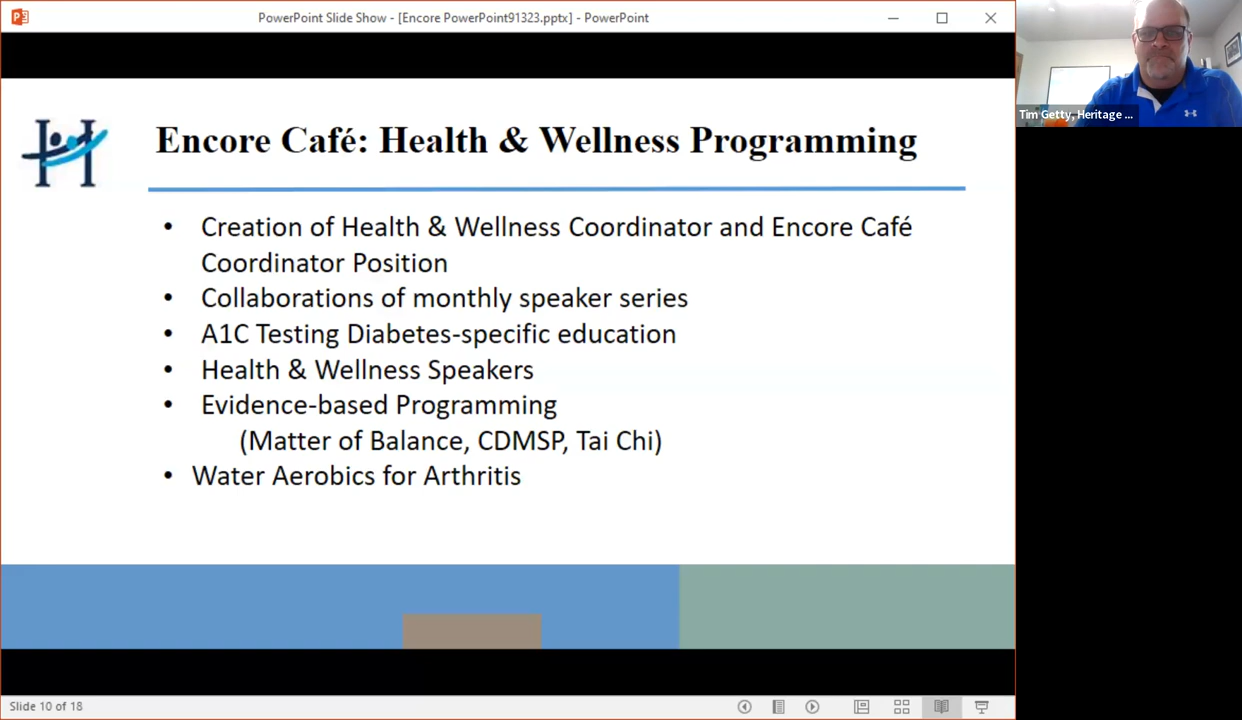 PowerPoint Slide Show - [Encore PowerPoint91323.pptx] - PowerPoint
Tim Getty, Heritage ...
H
Encore Café: Health & Wellness Programming
• Creation of Health & Wellness Coordinator and Encore Café
Coordinator Position
• Collaborations of monthly speaker series
• A1C Testing Diabetes-specific education
• Health & Wellness Speakers
• Evidence-based Programming
(Matter of Balance, CDMSP, Tai Chi)
• Water Aerobics for Arthritis
Slide 10 of 18